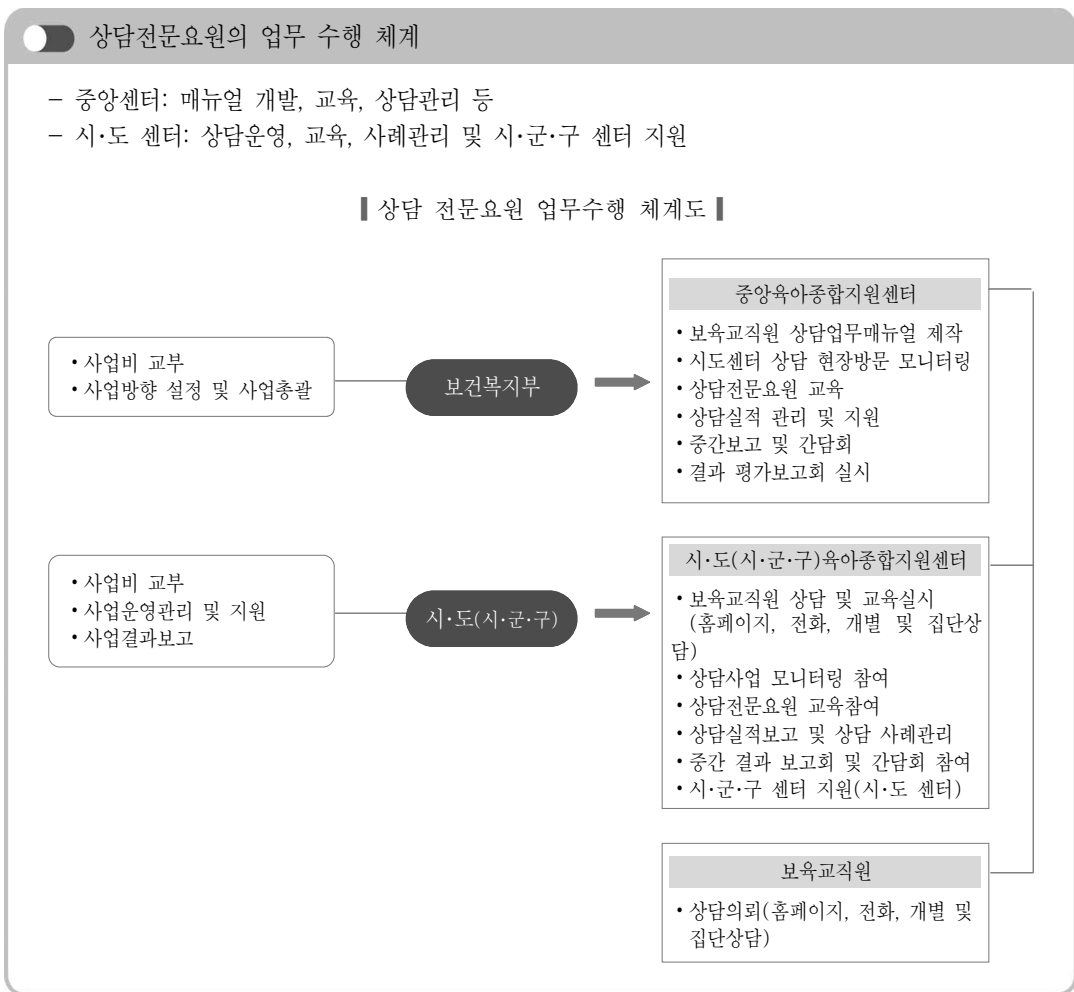 상담전문요원의 업무 수행 체계
- 중앙센터: 매뉴얼 개발, 교육, 상담관리 등
- 시·도 센터: 상담운영, 교육, 사례관리 및 시·군·구 센터 지원
▌상담 전문요원 업무수행 체계도▐
• 사업비 교부
• 사업방향 설정 및 사업총괄
보건복지부
중앙육아종합지원센터
• 보육교직원 상담업무매뉴얼 제작
• 시도센터 상담 현장방문 모니터링
• 상담전문요원 교육
• 상담실적 관리 및 지원
• 중간보고 및 간담회
• 결과 평가보고회 실시
• 사업비 교부
• 사업운영관리 및 지원
• 사업결과보고
시·도(시·군·구)
시·도(시·군·구)육아종합지원센터
• 보육교직원 상담 및 교육실시
(홈페이지, 전화, 개별 및 집단상
담)
• 상담사업 모니터링 참여
• 상담전문요원 교육참여
• 상담실적보고 및 상담 사례관리
• 중간 결과 보고회 및 간담회 참여
• 시·군·구 센터 지원(시·도 센터)
보육교직원
• 상담의뢰(홈페이지, 전화, 개별 및
집단상담)